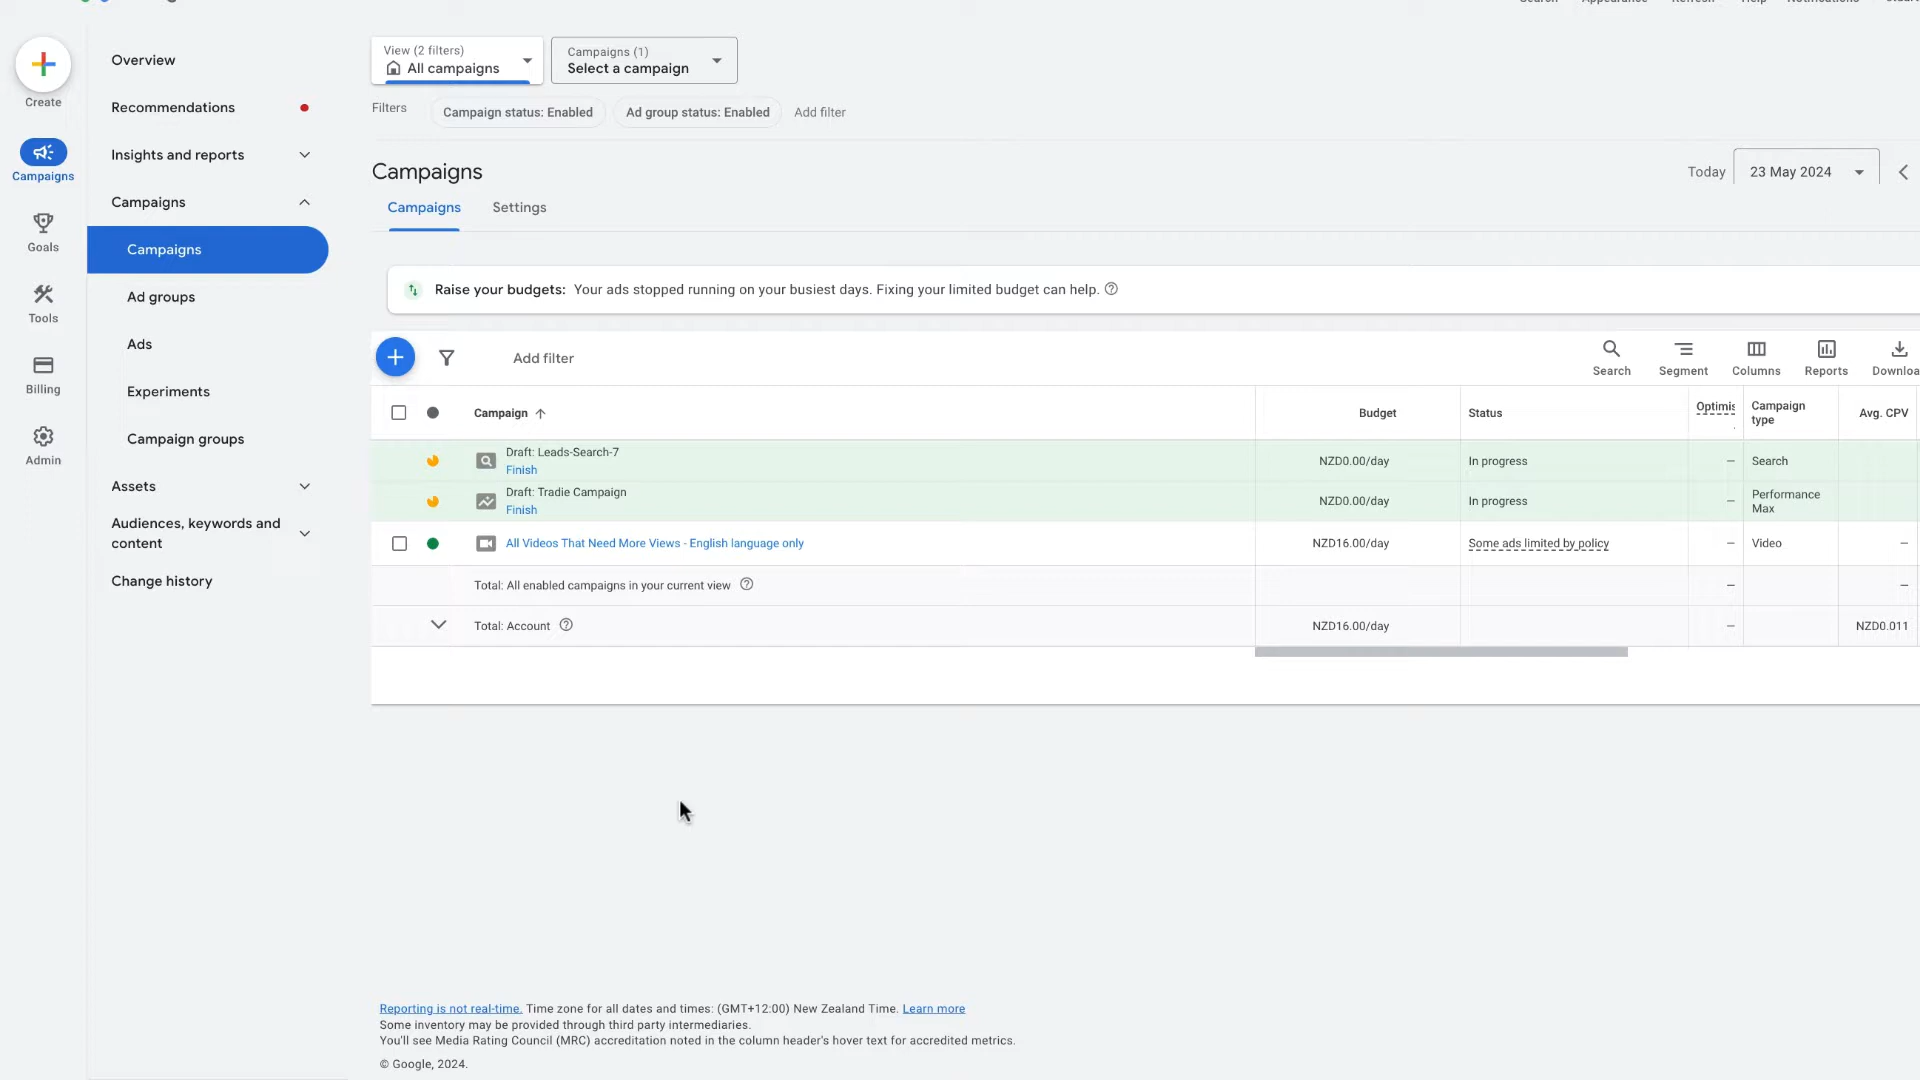 Create
Campaigns
Goals
Tools
Billing
Admin
Overview
Recommendations
Insights and reports
Campaigns
Campaigns
Ad groups
Ads
Experiments
Campaign groups
Assets
Audiences, keywords and
content
Change history
View (2 filters)
All campaigns
Campaigns (1)
Select a campaign
Filters
Campaign status: Enabled
Ad group status: Enabled
Add filter
Campaigns
Today
23 May 2024
Campaigns
Settings
Raise your budgets: Your ads stopped running on your busiest days. Fixing your limited budget can help.
Add filter
Search
Segment
Columns
Reports
Downloa
Campaign
Budget
Status
Optimis
Campaign
type
Avg. CPV
Draft: Leads-Search-7
Finish
NZD0.00/day
In progress
–
Search
Draft: Tradie Campaign
Finish
NZD0.00/day
In progress
–
Performance
Max
All Videos That Need More Views - English language only
NZD16.00/day
Some ads limited by policy
–
Video
–
Total: All enabled campaigns in your current view
–
–
Total: Account
NZD16.00/day
–
NZD0.011
Reporting is not real-time. Time zone for all dates and times: (GMT+12:00) New Zealand Time. Learn more
Some inventory may be provided through third party intermediaries.
You'll see Media Rating Council (MRC) accreditation noted in the column header's hover text for accredited metrics.
© Google, 2024.